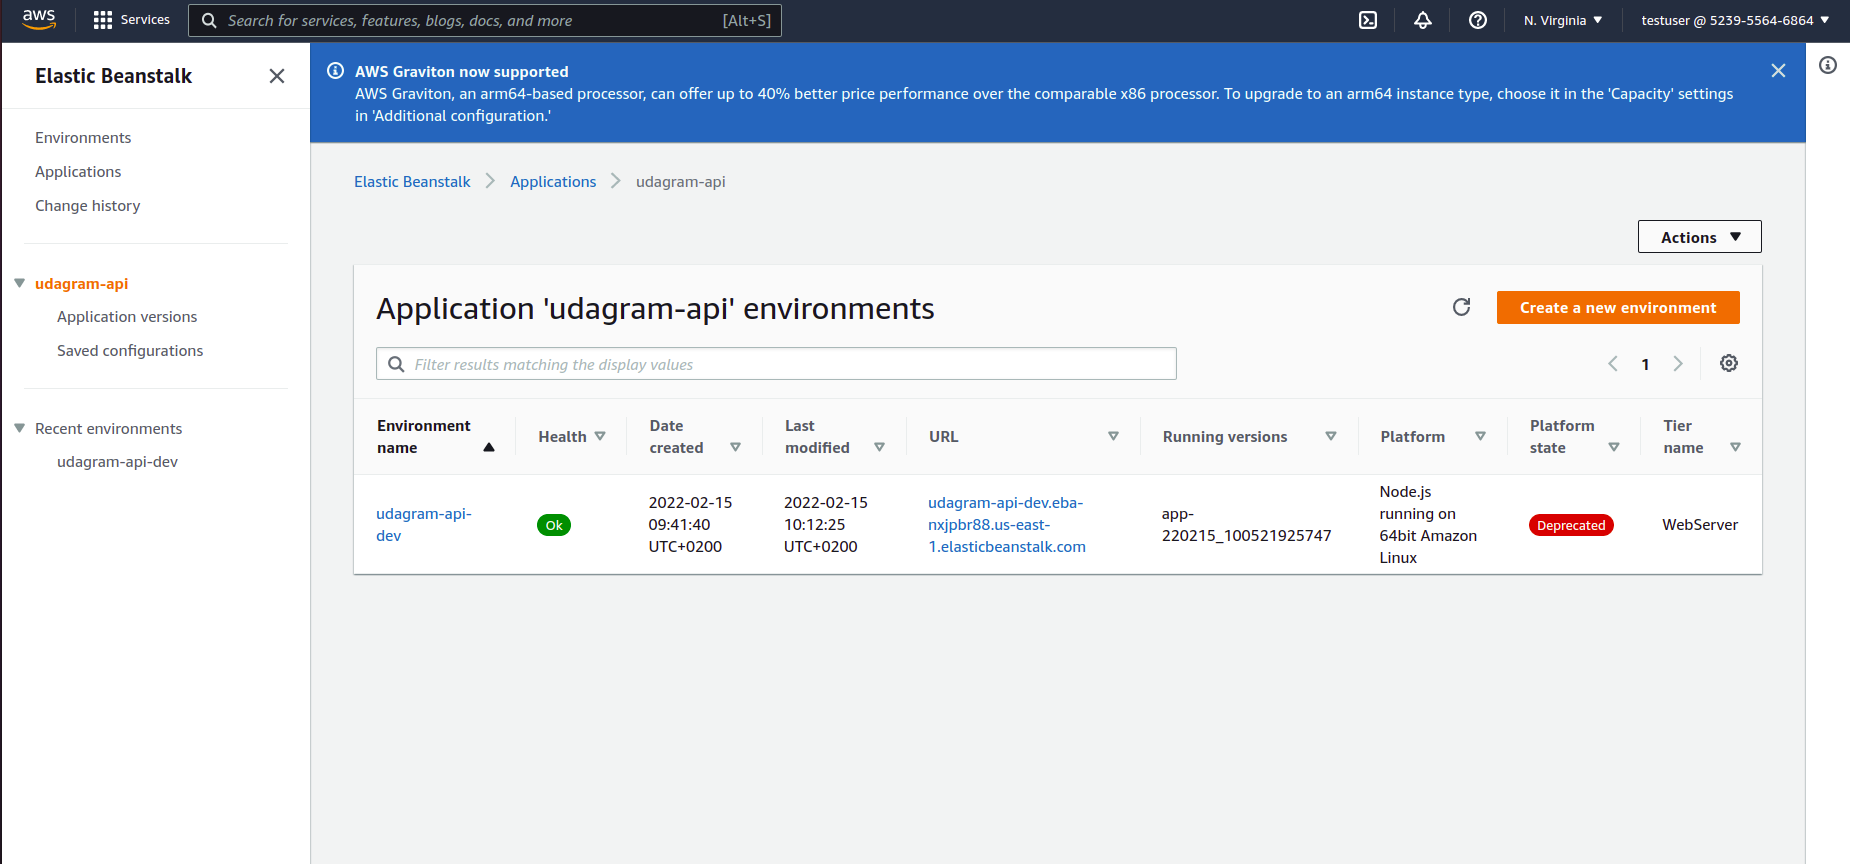 aws
Services
Search for services, features, blogs, docs, and more
[Alt+S]
N. Virginia
testuser @ 5239-5564-6864
Elastic Beanstalk
Environments
Applications
Change history
udagram-api
Application versions
Saved configurations
Recent environments
udagram-api-dev
AWS Graviton now supported
AWS Graviton, an arm64-based processor, can offer up to 40% better price performance over the comparable x86 processor. To upgrade to an arm64 instance type, choose it in the 'Capacity' settings
in 'Additional configuration.'
Elastic Beanstalk
Applications
udagram-api
Actions
Application 'udagram-api' environments
Create a new environment
Filter results matching the display values
1
Environment
name
Health
Date
created
Last
modified
URL
Running versions
Platform
Platform
state
Tier
name
udagram-api-
dev
Ok
2022-02-15
09:41:40
UTC+0200
2022-02-15
10:12:25
UTC+0200
udagram-api-dev.eba-
nxjpbr88.us-east-
1.elasticbeanstalk.com
app-
220215_100521925747
Node.js
running on
64bit Amazon
Linux
Deprecated
WebServer